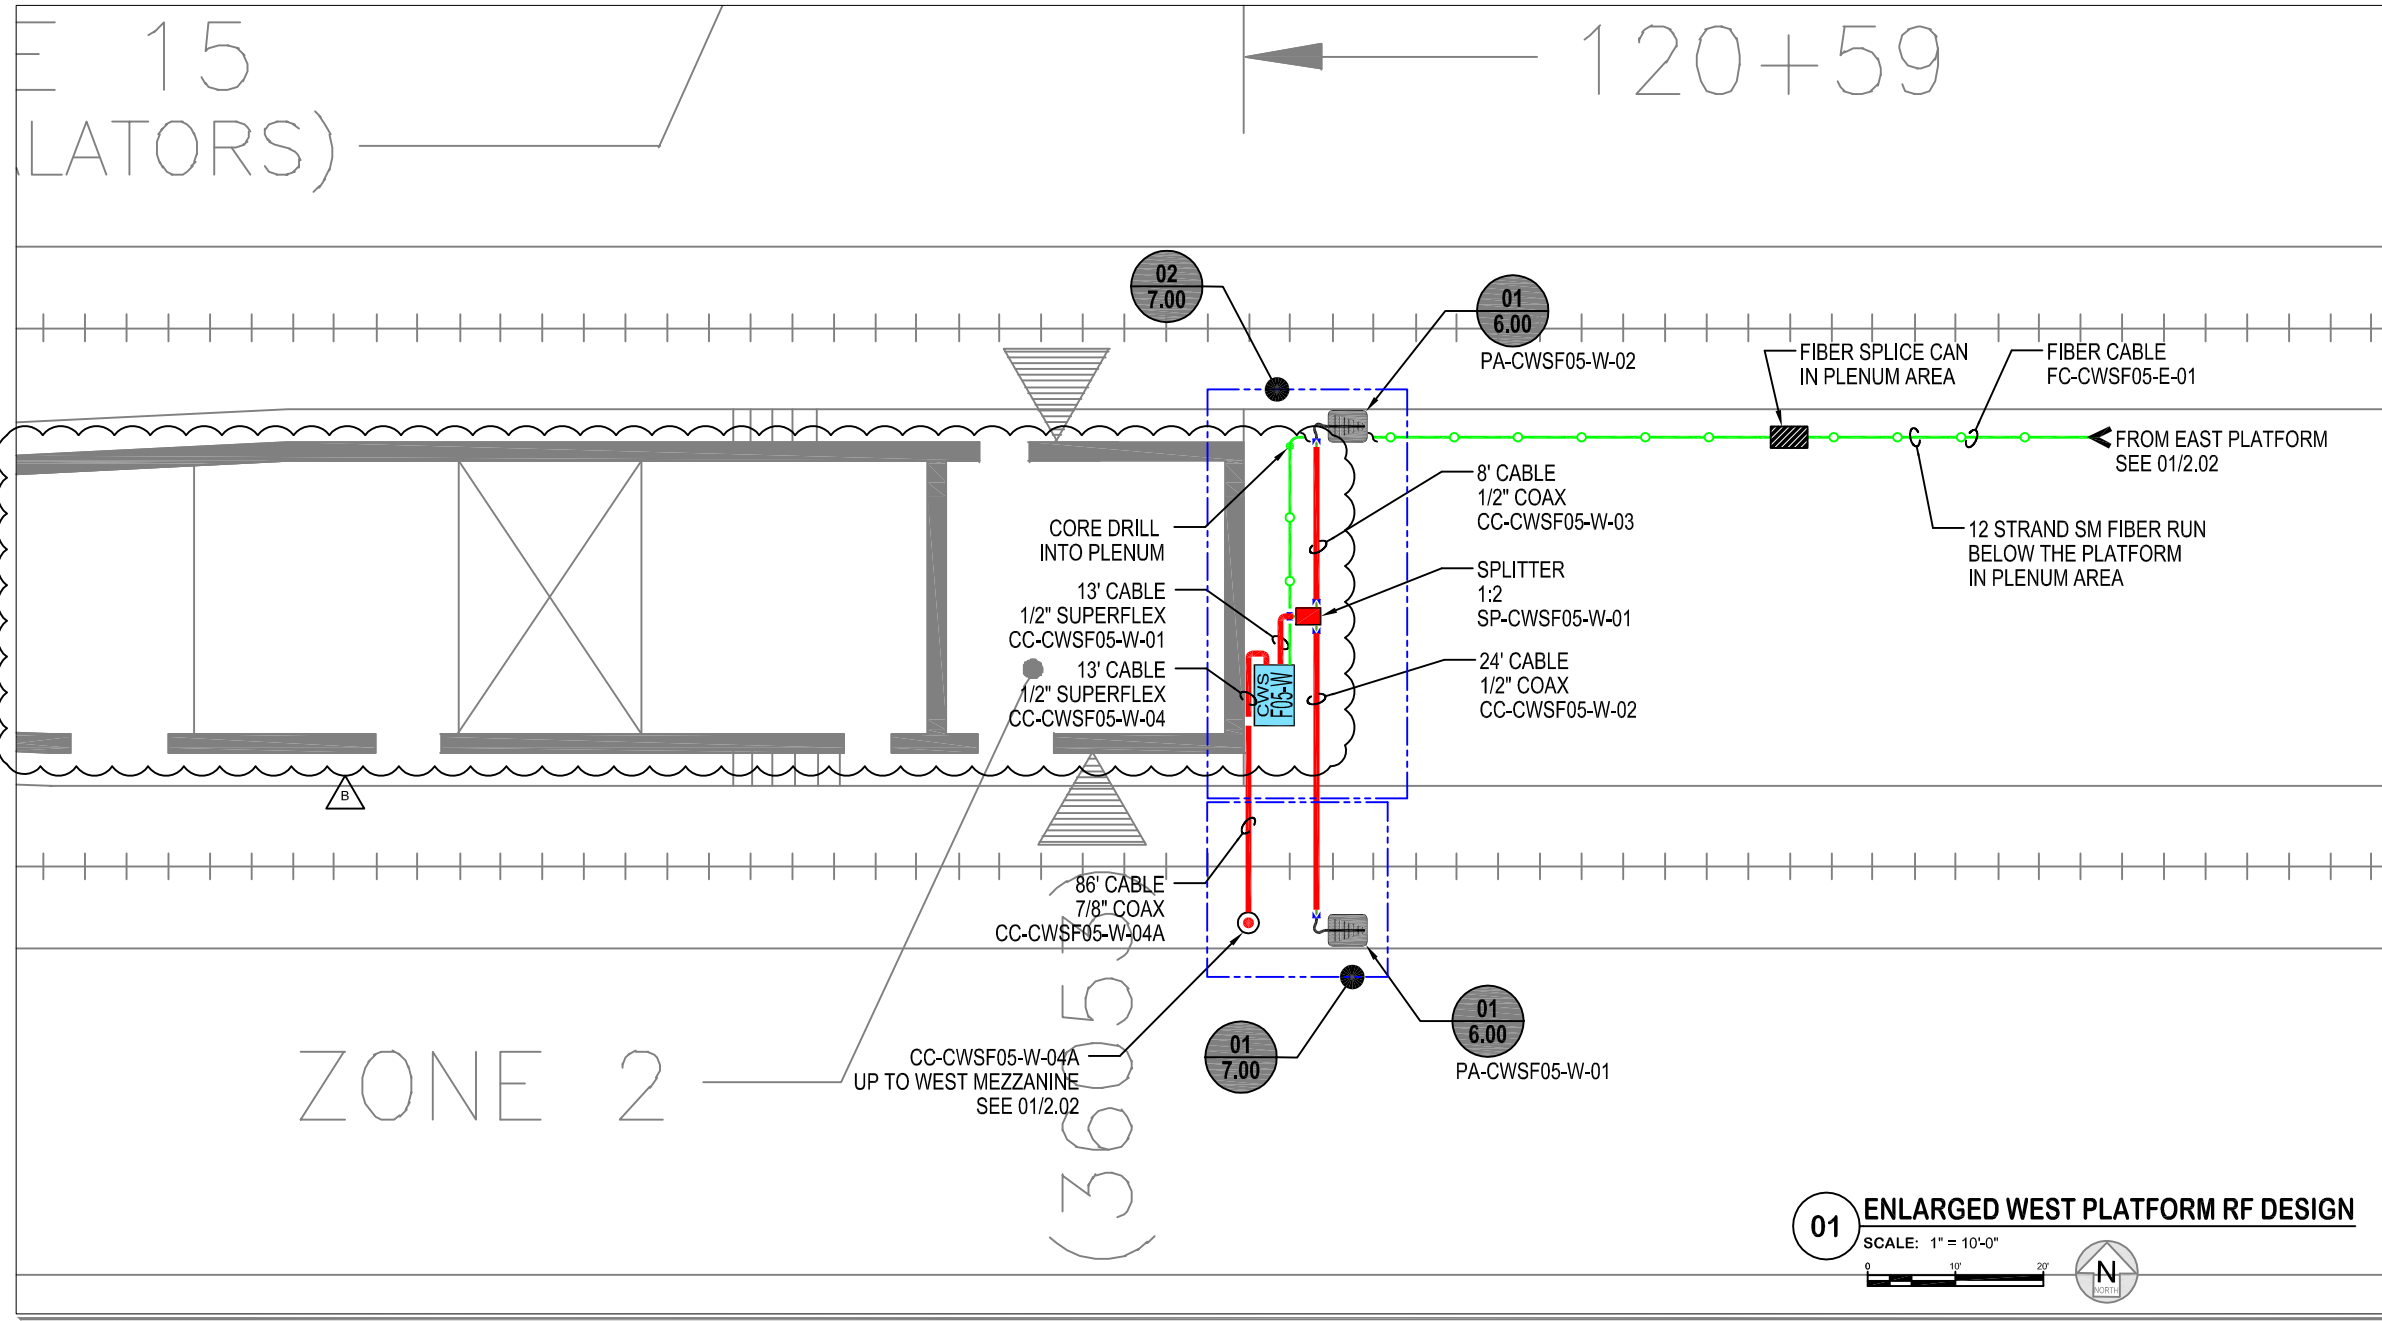 E 15
LATORS)
120+59
02
7.00
01
6.00
PA-CWSF05-W-02
FIBER SPLICE CAN
IN PLENUM AREA
FIBER CABLE
FC-CWSF05-E-01
FROM EAST PLATFORM
SEE 01/2.02
8' CABLE
1/2" COAX
CC-CWSF05-W-03
12 STRAND SM FIBER RUN
BELOW THE PLATFORM
IN PLENUM AREA
CORE DRILL
INTO PLENUM
SPLITTER
1:2
SP-CWSF05-W-01
13' CABLE
1/2" SUPERFLEX
CC-CWSF05-W-01
13' CABLE
1/2" SUPERFLEX
CC-CWSF05-W-04
CWS
F05-W
24' CABLE
1/2" COAX
CC-CWSF05-W-02
B
86' CABLE
7/8" COAX
CC-CWSF05-W-04A
(36053)
CC-CWSF05-W-04A
UP TO WEST MEZZANINE
SEE 01/2.02
ZONE 2
01
7.00
01
6.00
PA-CWSF05-W-01
01
ENLARGED WEST PLATFORM RF DESIGN
SCALE: 1" = 10'-0"
0 10' 20'
N
NORTH